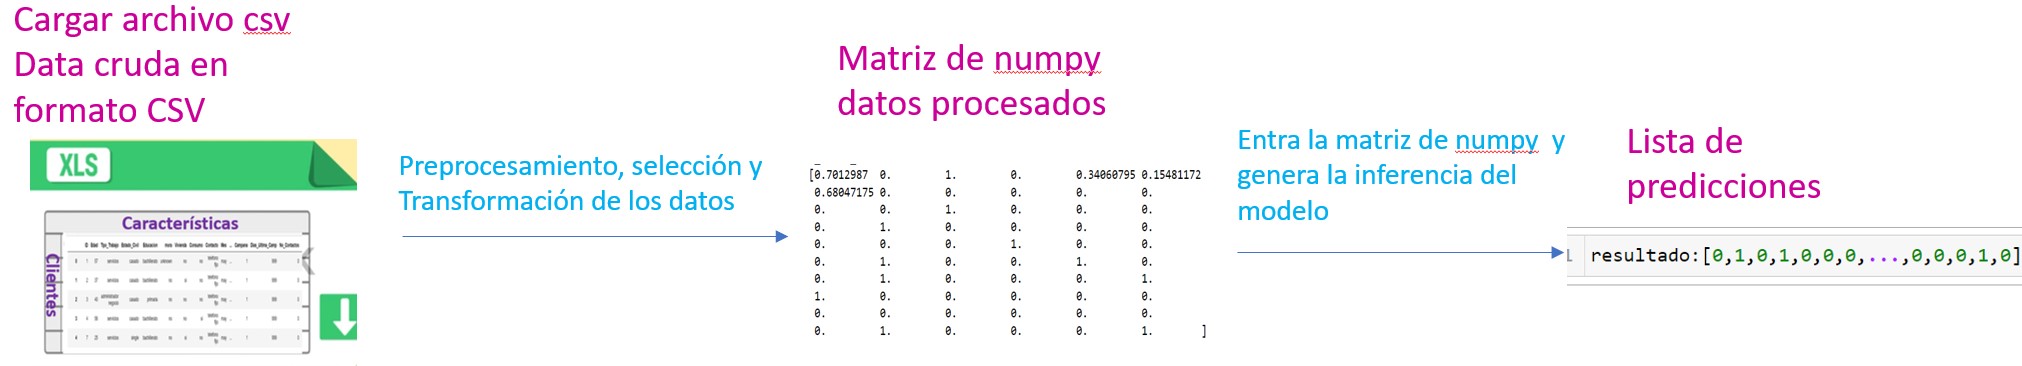 Cargar archivo csv
Data cruda en
formato CSV
XLS
Características
Clientes
Preprocesamiento, selección y
Transformación de los datos
Matriz de numpy
datos procesados
[0.7012987 0. 1. 0. 0.34060795 0.15481172
0.68047175 0. 0. 0. 0. 0.
0. 0. 1. 0. 0. 0.
0. 1. 0. 0. 0. 0.
0. 0. 0. 1. 0. 0.
0. 1. 0. 0. 1. 0.
0. 1. 0. 0. 0. 1.
1. 0. 0. 0. 0. 0.
0. 0. 0. 0. 0. 0.
0. 1. 0. 0. 0. 1. ]
Entra la matriz de numpy y
genera la inferencia del
modelo
Lista de
predicciones
resultado:[0,1,0,1,0,0,0,...,0,0,0,1,0]